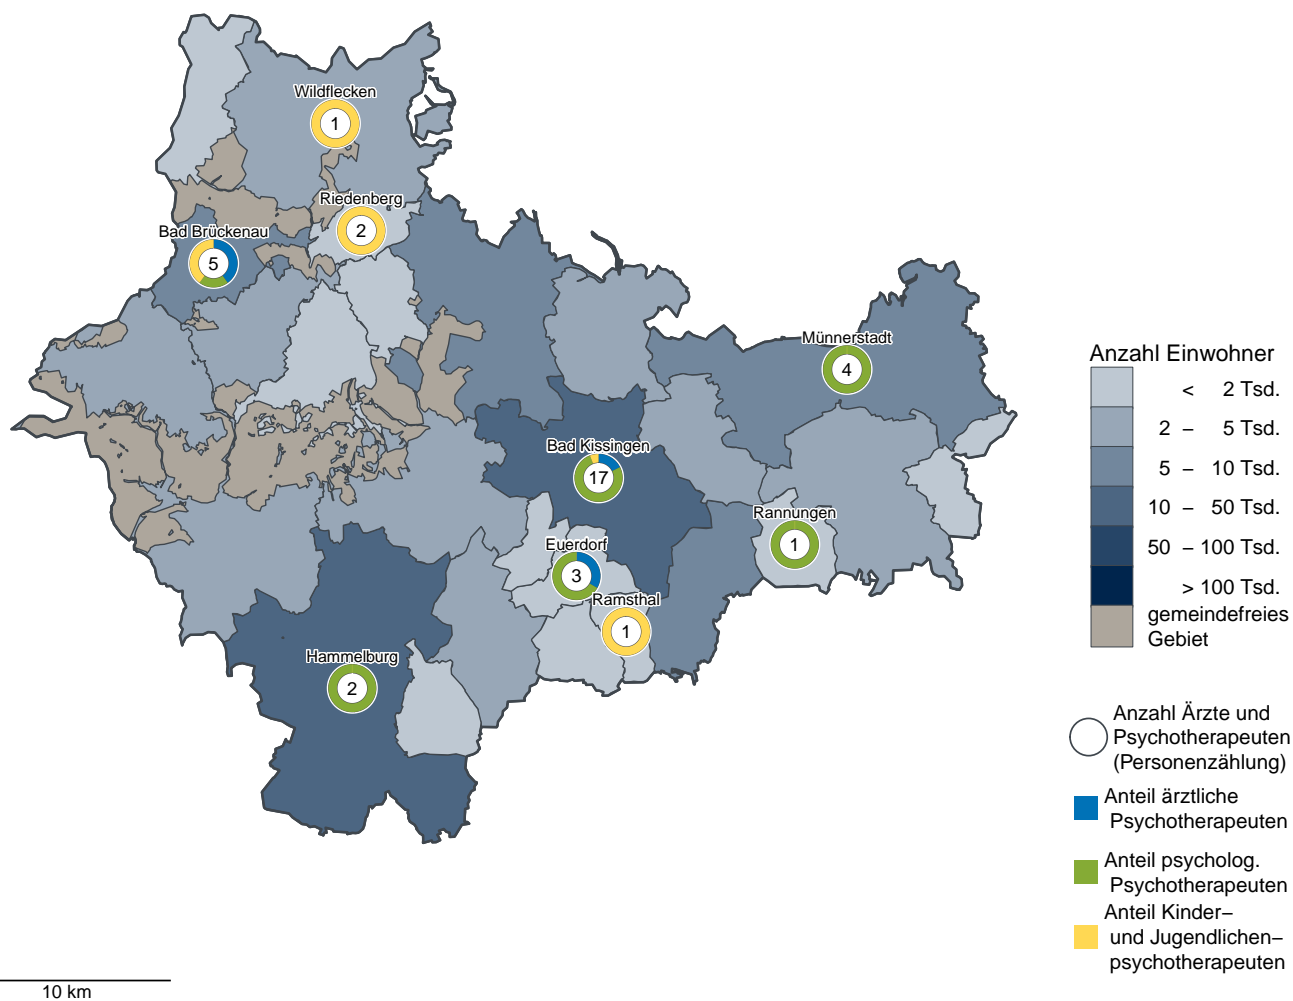 Wildflecken
1
Riedenberg
2
Bad Brückenau
5
Münnerstadt
4
Bad Kissingen
17
Rannungen
1
Euerdorf
3
Ramsthal
1
Hammelburg
2
Anzahl Einwohner
< 2 Tsd.
2 – 5 Tsd.
5 – 10 Tsd.
10 – 50 Tsd.
50 – 100 Tsd.
> 100 Tsd.
gemeindefreies
Gebiet
Anzahl Ärzte und
Psychotherapeuten
(Personenzählung)
Anteil ärztliche
Psychotherapeuten
Anteil psycholog.
Psychotherapeuten
Anteil Kinder–
und Jugendlichen–
psychotherapeuten
10 km